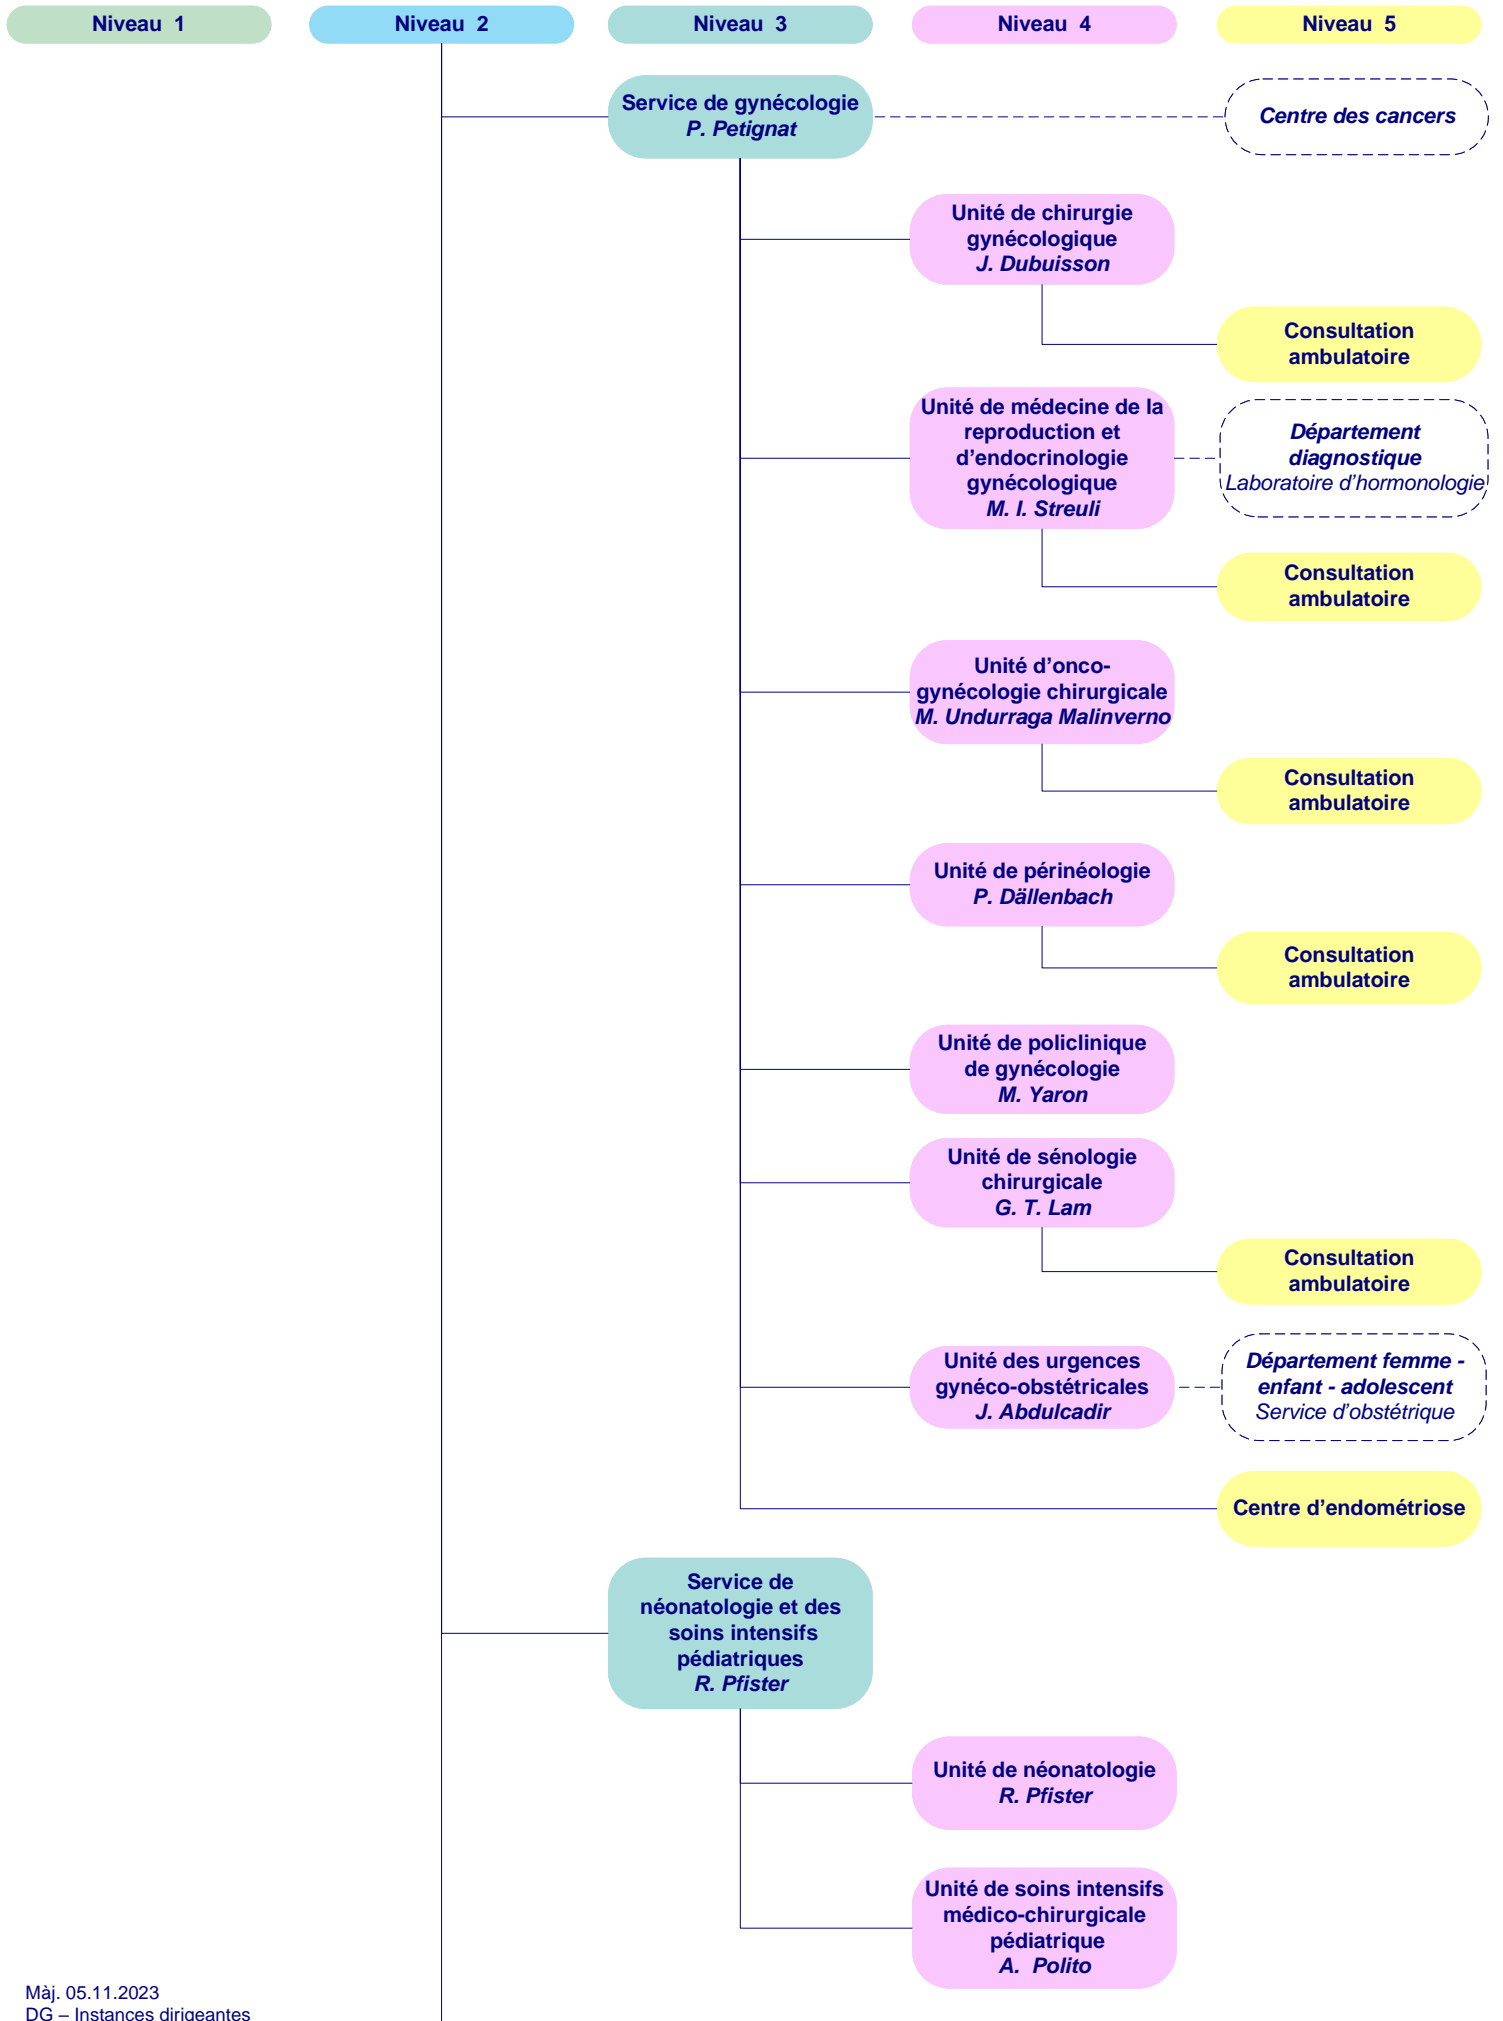 Niveau 1
Niveau 2
Niveau 3
Niveau 4
Niveau 5
Service de gynécologie
P. Petignat
Centre des cancers
Unité de chirurgie
gynécologique
J. Dubuisson
Consultation
ambulatoire
Unité de médecine de la
reproduction et
d’endocrinologie
gynécologique
M. I. Streuli
Département
diagnostique
Laboratoire d’hormonologie
Consultation
ambulatoire
Unité d’onco-
gynécologie chirurgicale
M. Undurraga Malinverno
Consultation
ambulatoire
Unité de périnéologie
P. Dällenbach
Consultation
ambulatoire
Unité de policlinique
de gynécologie
M. Yaron
Unité de sénologie
chirurgicale
G. T. Lam
Consultation
ambulatoire
Unité des urgences
gynéco-obstétricales
J. Abdulcadir
Département femme -
enfant - adolescent
Service d’obstétrique
Centre d’endométriose
Service de
néonatologie et des
soins intensifs
pédiatriques
R. Pfister
Unité de néonatologie
R. Pfister
Unité de soins intensifs
médico-chirurgicale
pédiatrique
A. Polito
Màj. 05.11.2023
DG – Instances dirigeantes